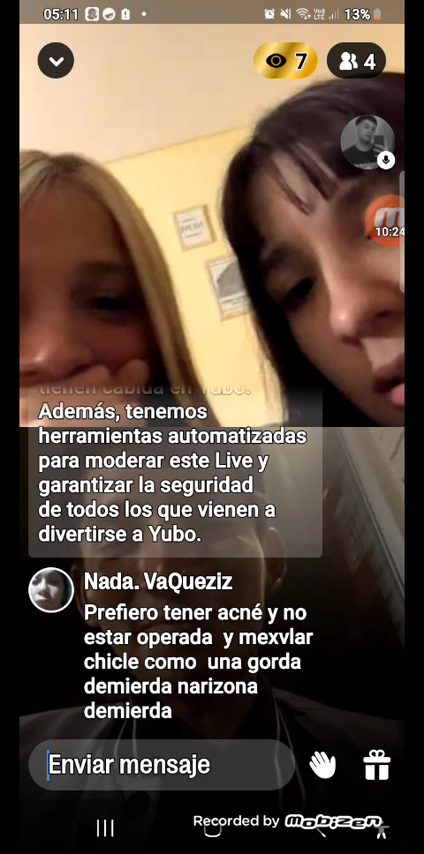 05:11
Vo))
LTE
13%
7
4
10:24
tienen cabida en Yubo.
Además, tenemos
herramientas automatizadas
para moderar este Live y
garantizar la seguridad
de todos los que vienen a
divertirse a Yubo.
Nada. VaQueziz
Prefiero tener acné y no
estar operada y mexvlar
chicle como una gorda
demierda narizona
demierda
Enviar mensaje
Recorded by Mobizen